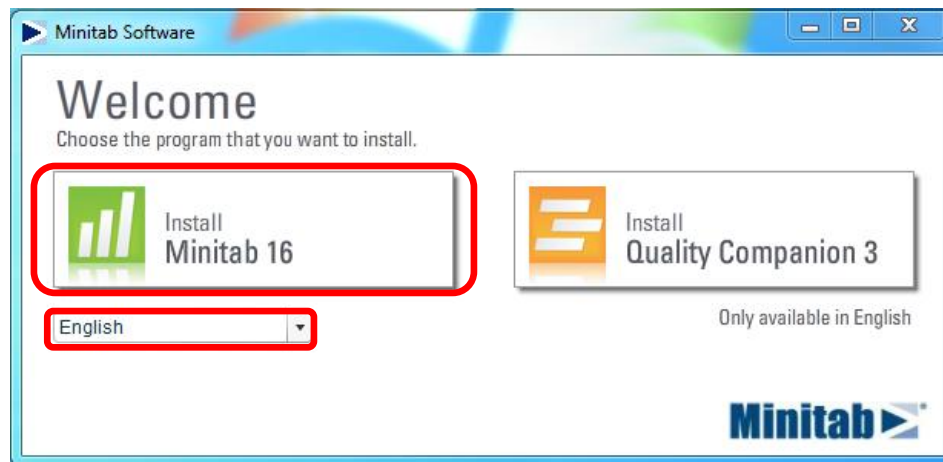 Minitab Software
Welcome
Choose the program that you want to install.
Install
Minitab 16
Install
Quality Companion 3
English
Only available in English
Minitab